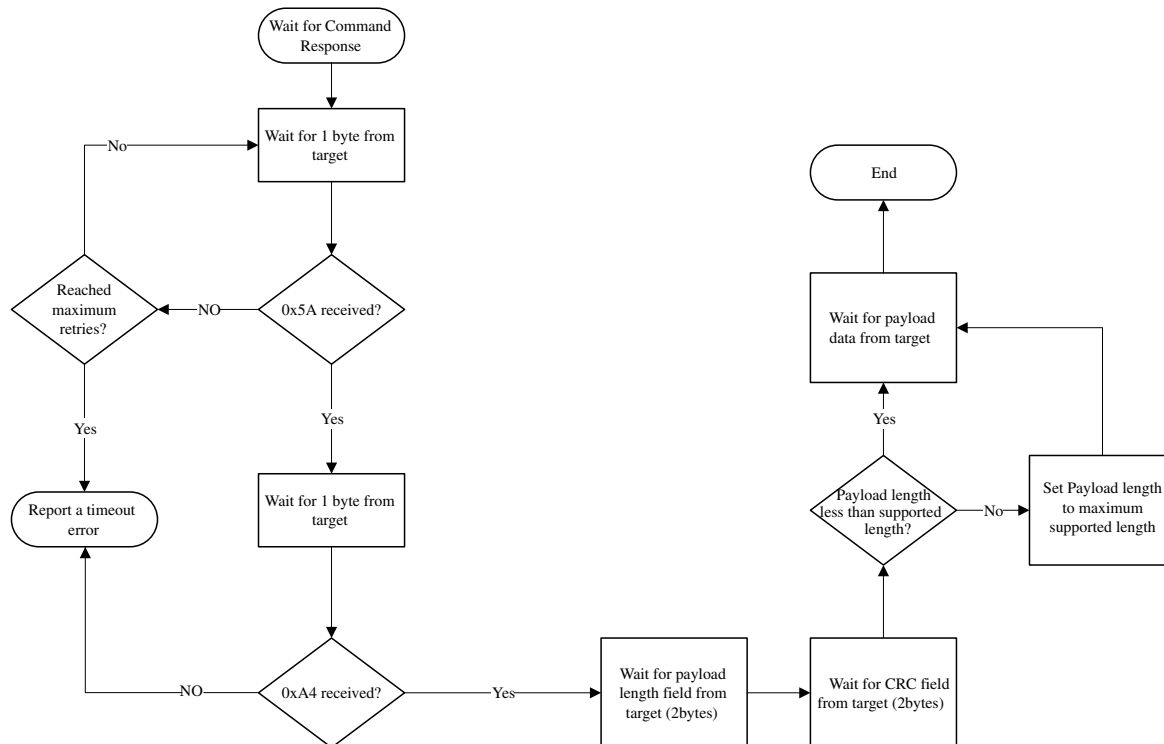 Wait for Command
Response
Wait for 1 byte from
target
No
Reached
maximum
retries?
NO
0x5A received?
Yes
Yes
Report a timeout
error
Wait for 1 byte from
target
NO
0xA4 received?
Yes
Wait for payload
length field from
target (2bytes)
Wait for CRC field
from target (2bytes)
Payload length
less than supported
length?
No
Set Payload length
to maximum
supported length
Yes
Wait for payload
data from target
End